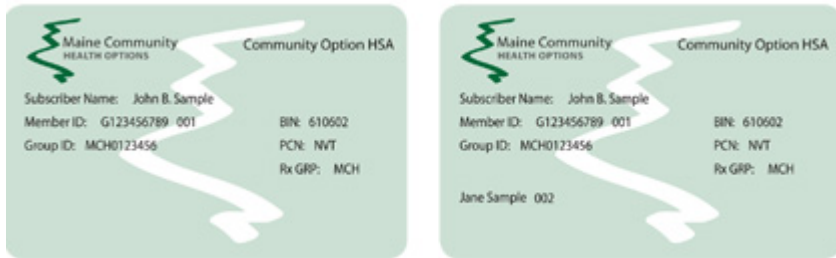 Maine Community
HEALTH OPTIONS
Community Option HSA
Subscriber Name: John B. Sample
Member ID: G123456789 001
BIN: 610602
Group ID: MCH0123456
PCN: NVT
Rx GRP: MCH
Maine Community
HEALTH OPTIONS
Community Option HSA
Subscriber Name: John B. Sample
Member ID: G123456789 001
BIN: 610602
Group ID: MCH0123456
PCN: NVT
Rx GRP: MCH
Jane Sample 002